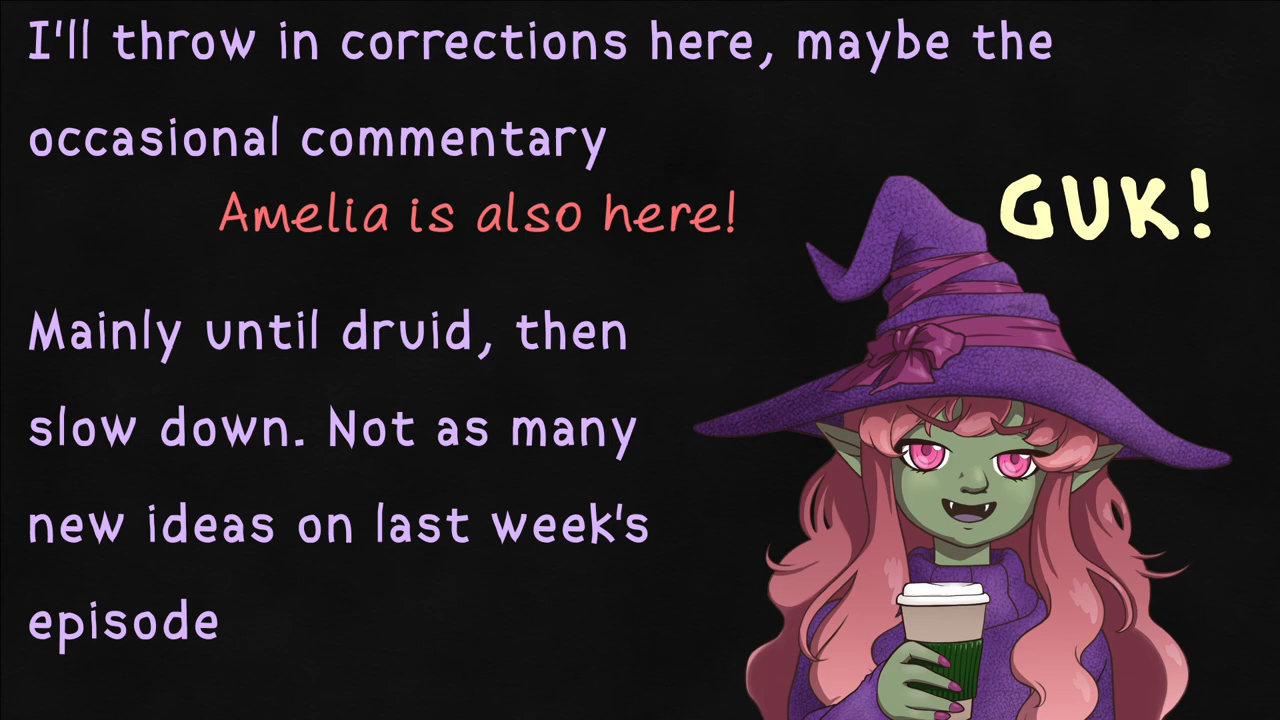 I'll throw in corrections here, maybe the
occasional commentary
Amelia is also here!
GUK!
Mainly until druid, then
slow down. Not as many
new ideas on last week's
episode